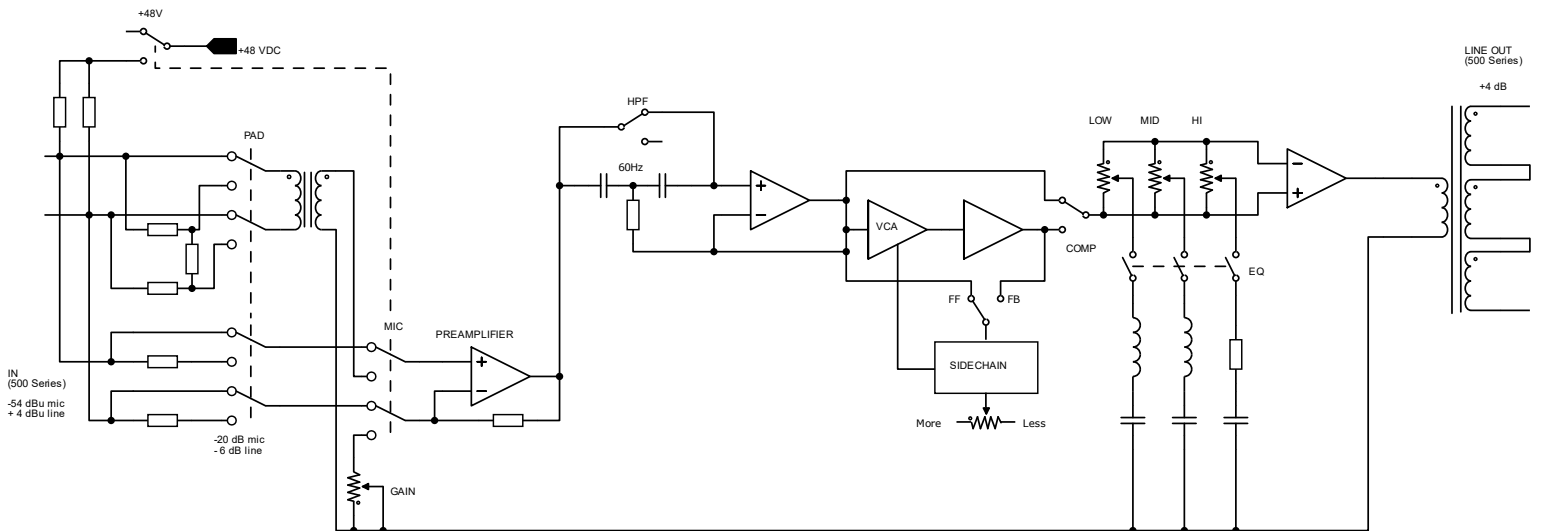 +48V
+48 VDC
LINE OUT
(500 Series)
+4 dB
HPF
LOW MID HI
PAD
60Hz
+
−
−
+
VCA
COMP
EQ
FF FB
MIC
PREAMPLIFIER
+
−
SIDECHAIN
IN
(500 Series)
-54 dBu mic
+ 4 dBu line
More Less
-20 dB mic
- 6 dB line
GAIN